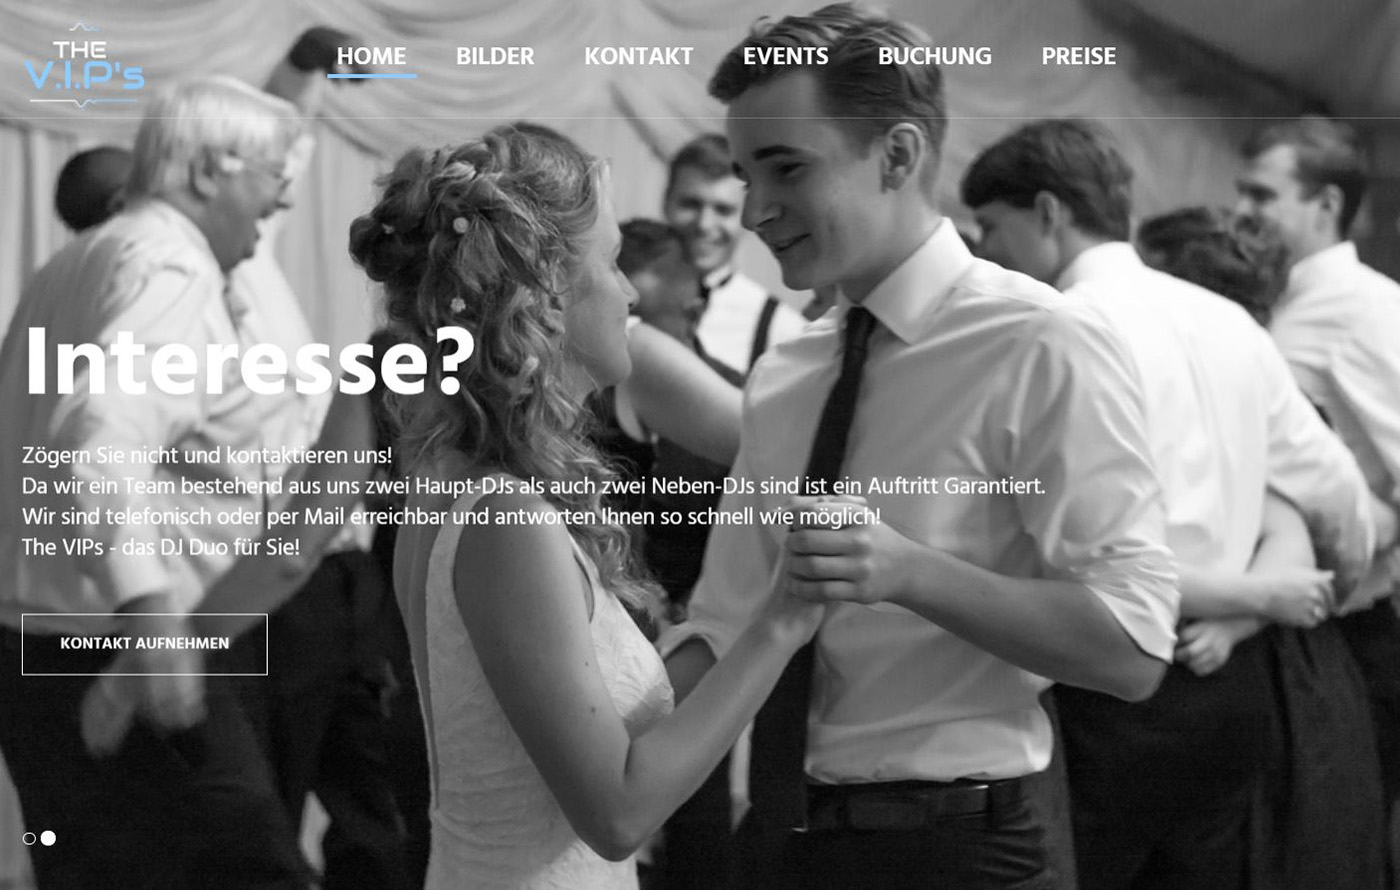 THE
V.I.P's
HOME BILDER KONTAKT EVENTS BUCHUNG PREISE
Interesse?
Zögern Sie nicht und kontaktieren uns!
Da wir ein Team bestehend aus uns zwei Haupt-DJs als auch zwei Neben-DJs sind ist ein Auftritt Garantiert.
Wir sind telefonisch oder per Mail erreichbar und antworten Ihnen so schnell wie möglich!
The VIPs - das DJ Duo für Sie!
KONTAKT AUFNEHMEN